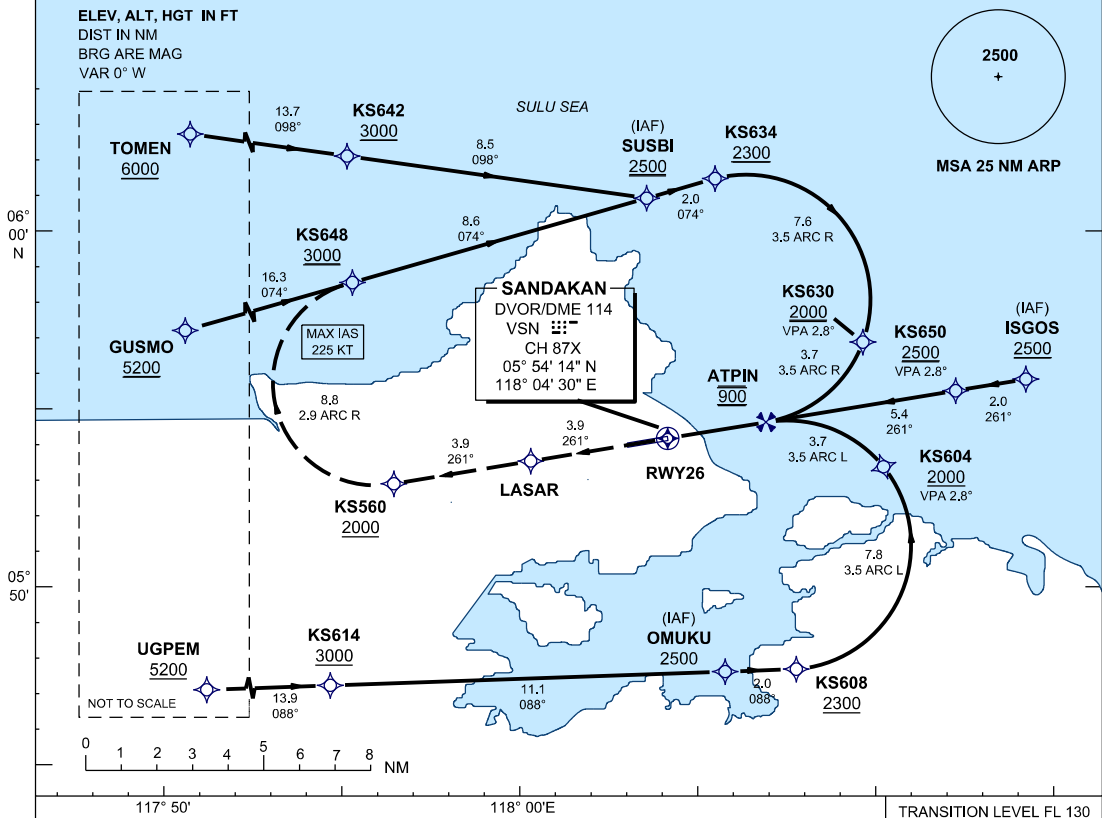 ELEV, ALT, HGT IN FT
DIST IN NM
BRG ARE MAG
VAR 0° W
2500
MSA 25 NM ARP
SULU SEA
TOMEN
6000
13.7
098°
KS642
3000
8.5
098°
(IAF)
SUSBI
2500
2.0
074°
KS634
2300
7.6
3.5 ARC R
06°
00'
N
GUSMO
5200
16.3
074°
KS648
3000
8.6
074°
MAX IAS
225 KT
SANDAKAN
DVOR/DME 114
VSN
CH 87X
05° 54' 14" N
118° 04' 30" E
KS630
2000
VPA 2.8°
3.7
3.5 ARC R
KS650
2500
VPA 2.8°
(IAF)
ISGOS
2500
2.0
261°
5.4
261°
ATPIN
900
8.8
2.9 ARC R
3.9
261°
3.9
261°
RWY26
LASAR
KS560
2000
3.7
3.5 ARC L
KS604
2000
VPA 2.8°
7.8
3.5 ARC L
05°
50'
UGPEM
5200
13.9
088°
KS614
3000
11.1
088°
(IAF)
OMUKU
2500
2.0
088°
KS608
2300
NOT TO SCALE
0 1 2 3 4 5 6 7 8 NM
117° 50'
118° 00'E
TRANSITION LEVEL FL 130